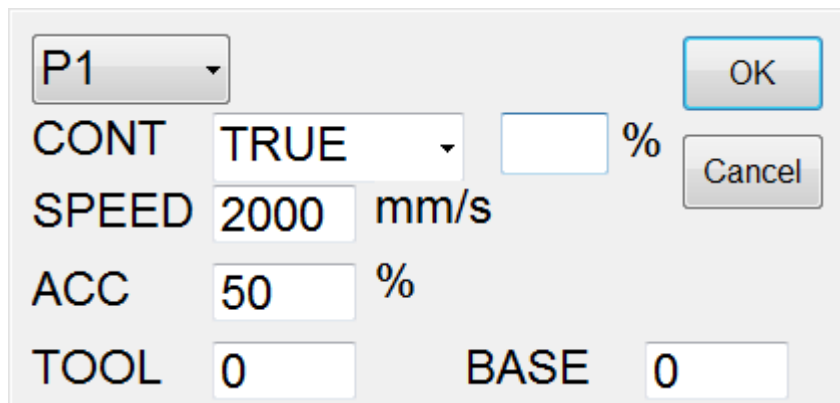 P1 OK
CONT TRUE %
Cancel
SPEED 2000 mm/s
ACC 50 %
TOOL 0 BASE 0